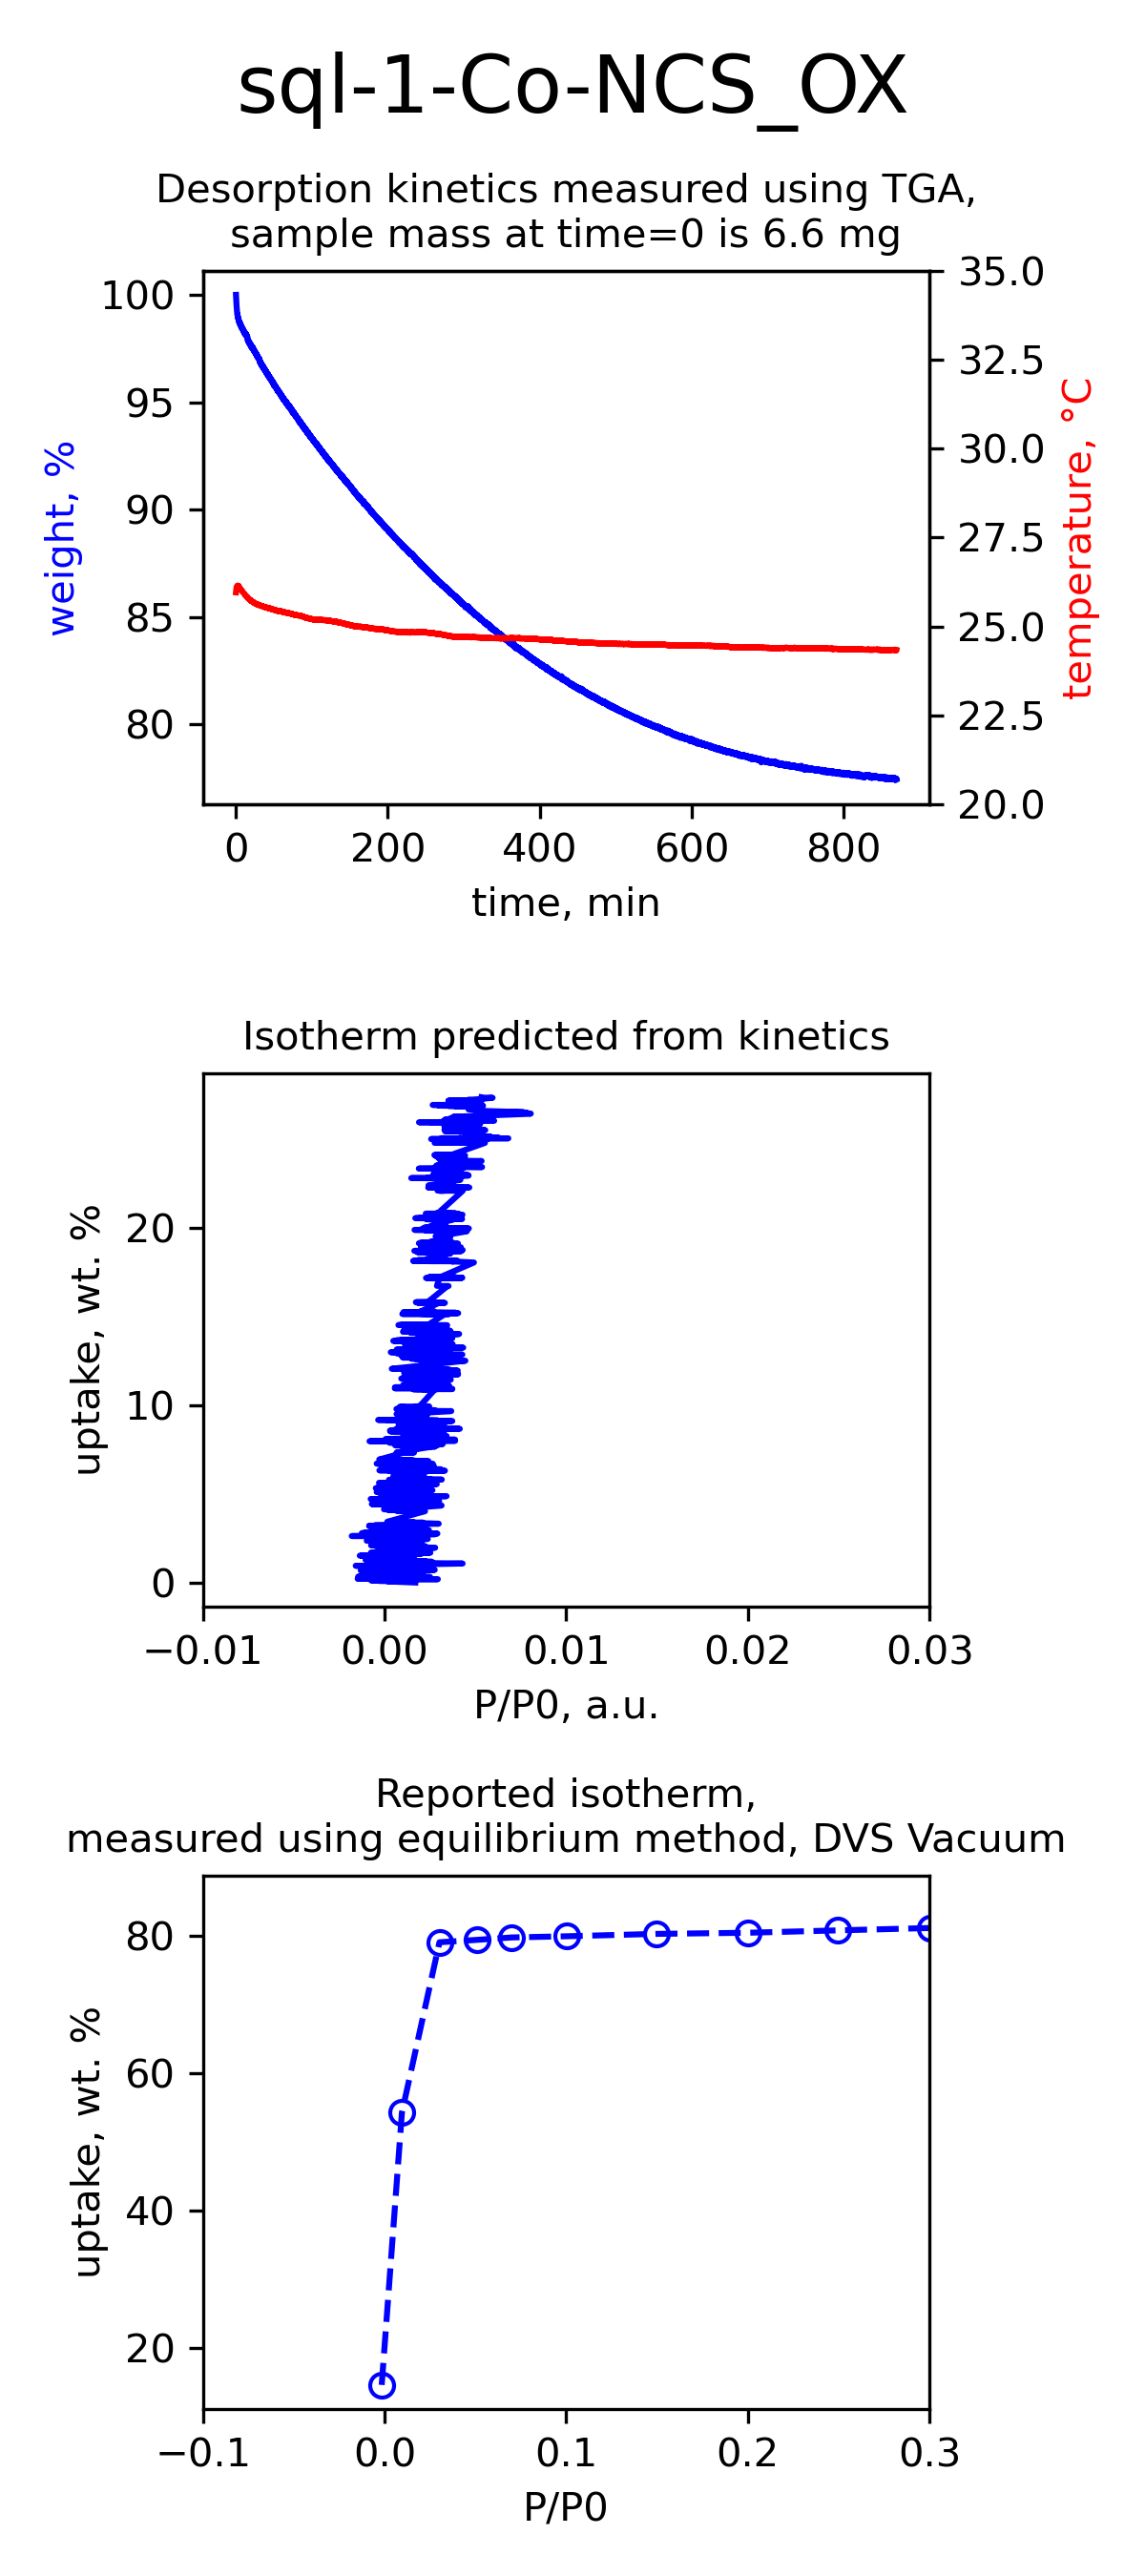 sql-1-Co-NCS_OX
Desorption kinetics measured using TGA,
sample mass at time=0 is 6.6 mg
100
95
90
85
80
weight, %
35.0
32.5
30.0
27.5
25.0
22.5
20.0
temperature, °C
0 200 400 600 800
time, min
Isotherm predicted from kinetics
20
10
0
uptake, wt. %
−0.01 0.00 0.01 0.02 0.03
P/P0, a.u.
Reported isotherm,
measured using equilibrium method, DVS Vacuum
80
60
40
20
uptake, wt. %
−0.1 0.0 0.1 0.2 0.3
P/P0